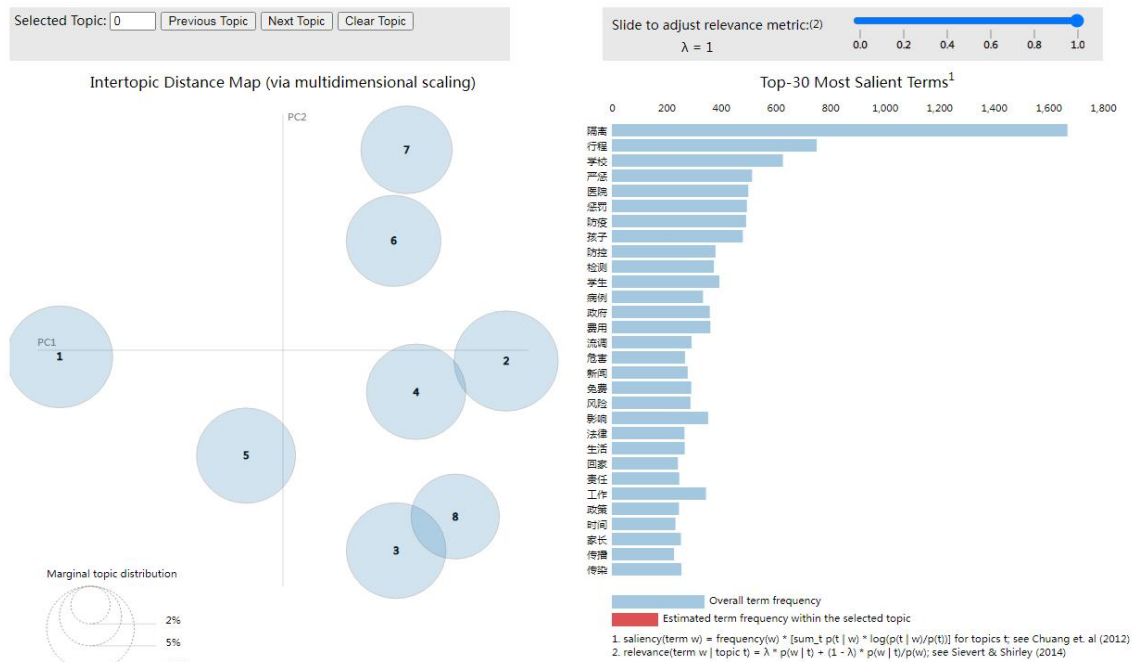 Selected Topic: 0 Previous Topic Next Topic Clear Topic
Slide to adjust relevance metric:(2)
λ = 1
0.0 0.2 0.4 0.6 0.8 1.0
Intertopic Distance Map (via multidimensional scaling)
PC2
PC1
7
6
1
2
4
5
8
3
Marginal topic distribution
2%
5%
Top-30 Most Salient Terms1
0 200 400 600 800 1,000 1,200 1,400 1,600 1,800
隔离
行程
学校
严惩
医院
惩罚
防疫
孩子
防控
检测
学生
病例
政府
费用
流调
危害
新闻
免费
风险
影响
法律
生活
回家
责任
工作
政策
时间
家长
传播
传染
Overall term frequency
Estimated term frequency within the selected topic
1. saliency(term w) = frequency(w) * [sum_t p(t | w) * log(p(t | w)/p(t))] for topics t; see Chuang et. al (2012)
2. relevance(term w | topic t) = λ * p(w | t) + (1 - λ) * p(w | t)/p(w); see Sievert & Shirley (2014)